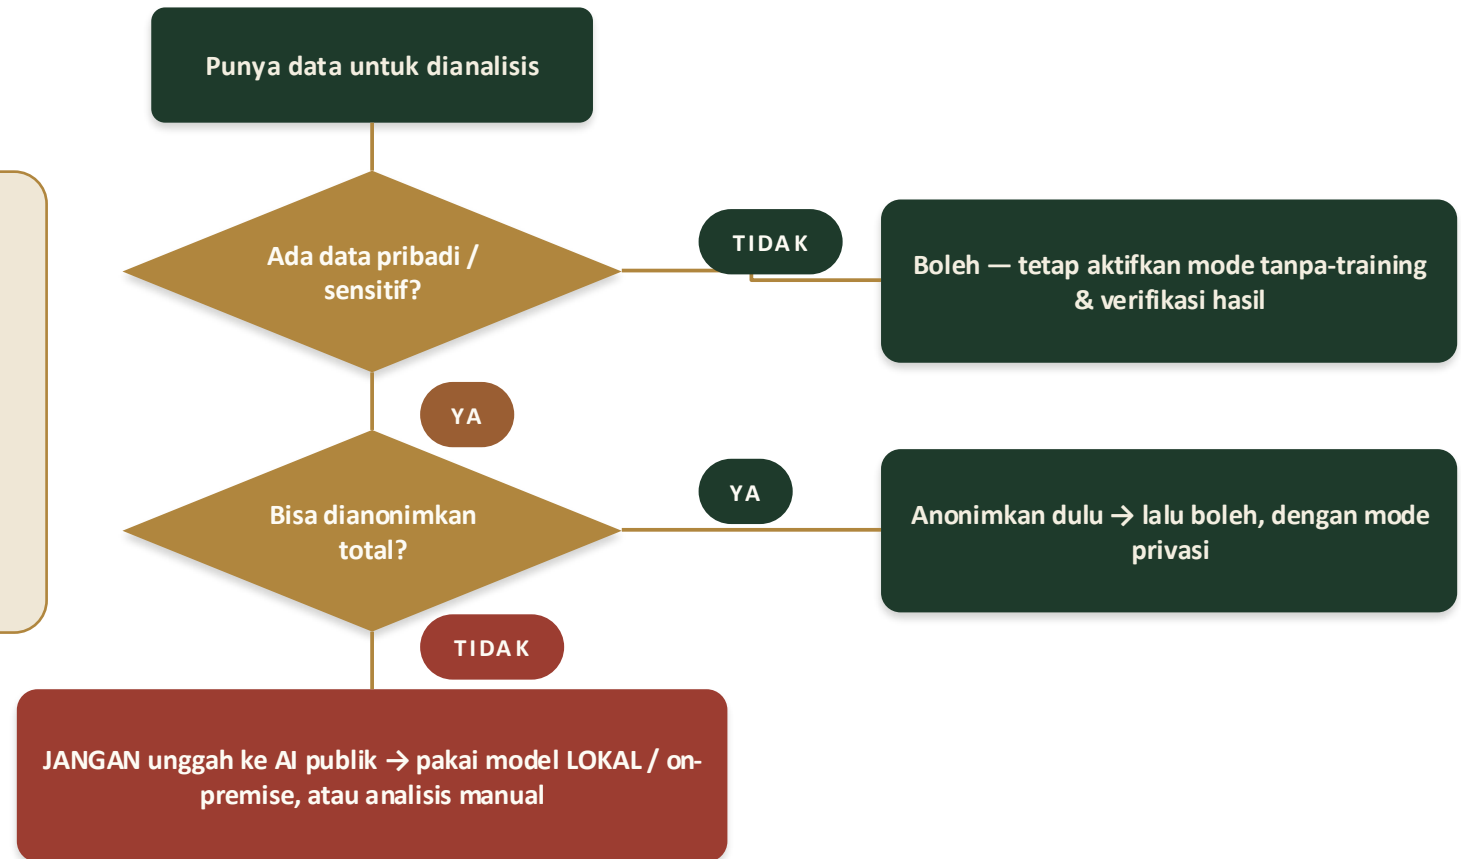 Punya data untuk dianalisis
Ada data pribadi /
sensitif?
TIDAK
Boleh — tetap aktifkan mode tanpa-training
& verifikasi hasil
YA
Bisa dianonimkan
total?
YA
Anonimkan dulu → lalu boleh, dengan mode
privasi
TIDAK
JANGAN unggah ke AI publik → pakai model LOKAL / on-
premise, atau analisis manual